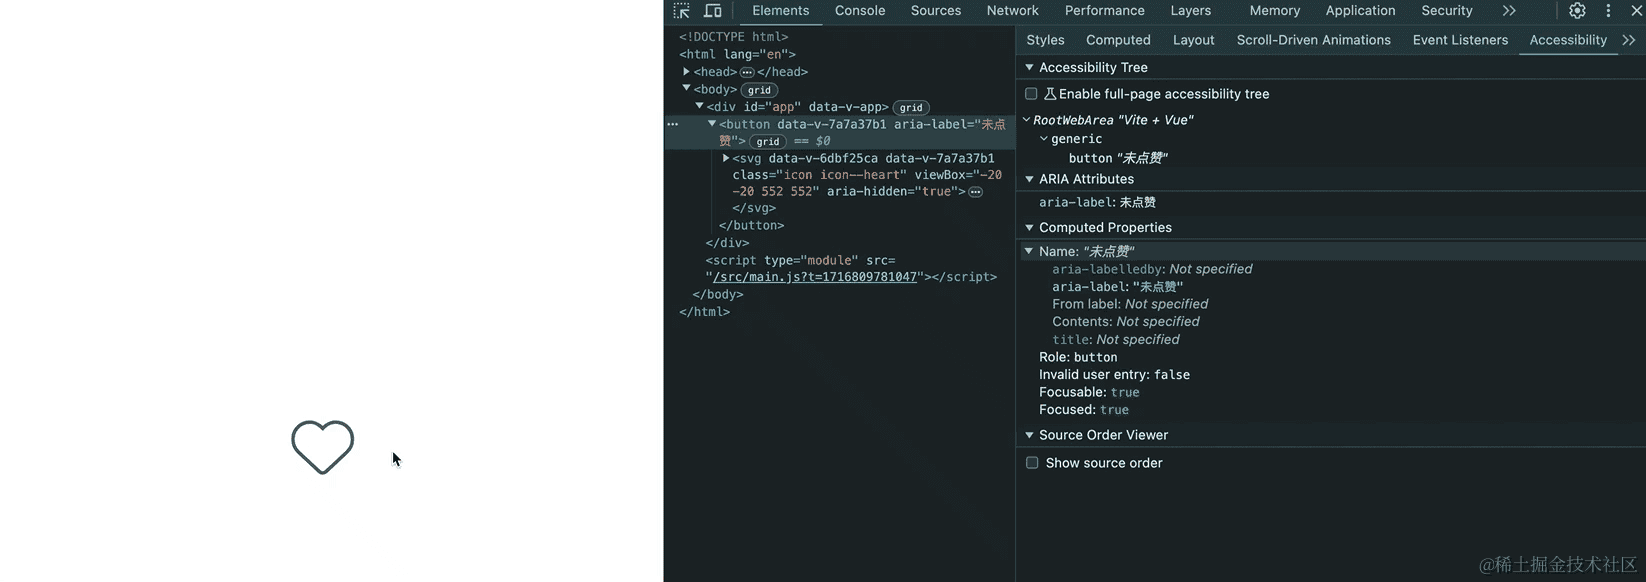 Elements Console Sources Network Performance Layers Memory Application Security
<!DOCTYPE html>
<html lang="en">
<head> </head>
<body> grid
<div id="app" data-v-app> grid
<button data-v-7a7a37b1 aria-label="未点
赞"> grid == $0
<svg data-v-6dbf25ca data-v-7a7a37b1
class="icon icon--heart" viewBox="-20
-20 552 552" aria-hidden="true">
</svg>
</button>
</div>
<script type="module" src=
"/src/main.js?t=1716809781047"></script>
</body>
</html>
Styles Computed Layout Scroll-Driven Animations Event Listeners Accessibility
Accessibility Tree
Enable full-page accessibility tree
RootWebArea "Vite + Vue"
generic
button "未点赞"
ARIA Attributes
aria-label: 未点赞
Computed Properties
Name: "未点赞"
aria-labelledby: Not specified
aria-label: "未点赞"
From label: Not specified
Contents: Not specified
title: Not specified
Role: button
Invalid user entry: false
Focusable: true
Focused: true
Source Order Viewer
Show source order
@稀土掘金技术社区